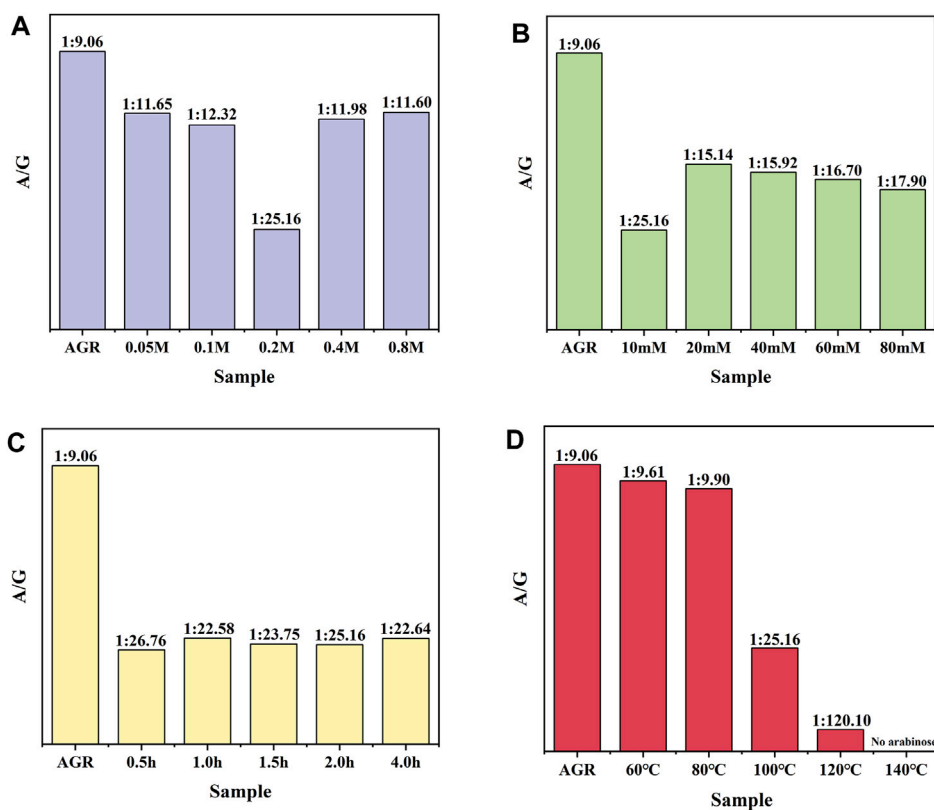 A
A/G
1:9.06
1:11.65
1:12.32
1:25.16
1:11.98
1:11.60
AGR 0.05M 0.1M 0.2M 0.4M 0.8M
Sample
B
A/G
1:9.06
1:25.16
1:15.14
1:15.92
1:16.70
1:17.90
AGR 10mM 20mM 40mM 60mM 80mM
Sample
C
A/G
1:9.06
1:26.76
1:22.58
1:23.75
1:25.16
1:22.64
AGR 0.5h 1.0h 1.5h 2.0h 4.0h
Sample
D
A/G
1:9.06
1:9.61
1:9.90
1:25.16
1:120.10
No arabinose
AGR 60℃ 80℃ 100℃ 120℃ 140℃
Sample